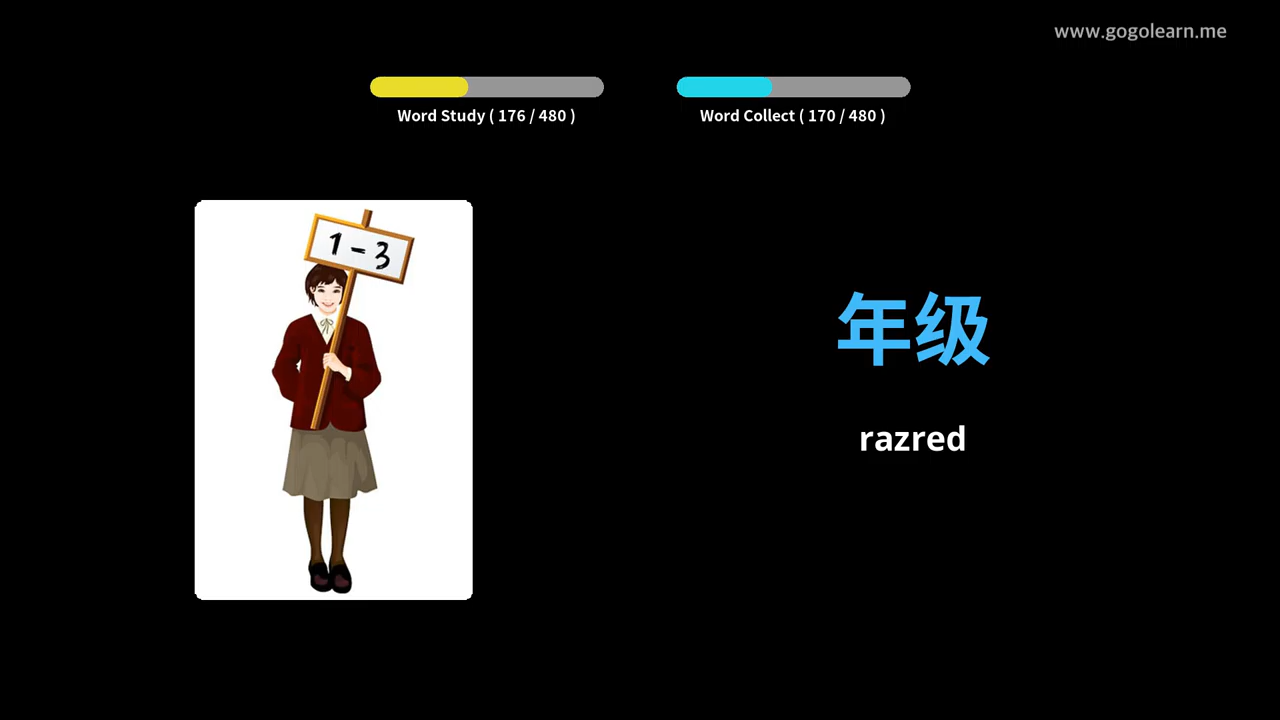 www.gogolearn.me
Word Study ( 176 / 480 )
Word Collect ( 170 / 480 )
1 - 3
年级
razred